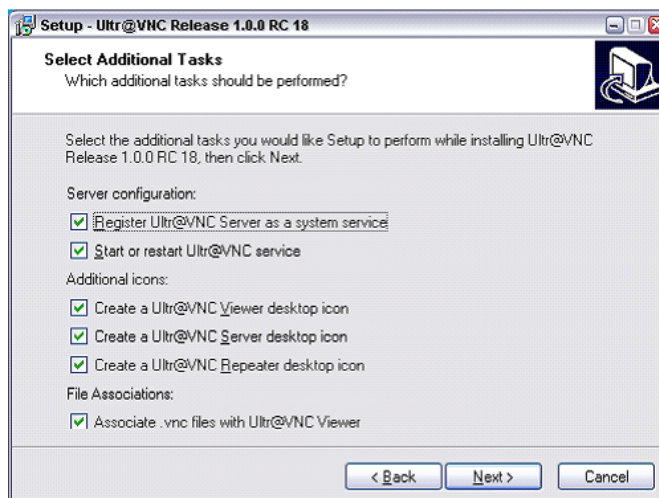 Setup - Ultr@VNC Release 1.0.0 RC 18
Select Additional Tasks
Which additional tasks should be performed?
Select the additional tasks you would like Setup to perform while installing Ultr@VNC
Release 1.0.0 RC 18, then click Next.
Server configuration:
Register Ultr@VNC Server as a system service
Start or restart Ultr@VNC service
Additional icons:
Create a Ultr@VNC Viewer desktop icon
Create a Ultr@VNC Server desktop icon
Create a Ultr@VNC Repeater desktop icon
File Associations:
Associate .vnc files with Ultr@VNC Viewer
< Back Next > Cancel